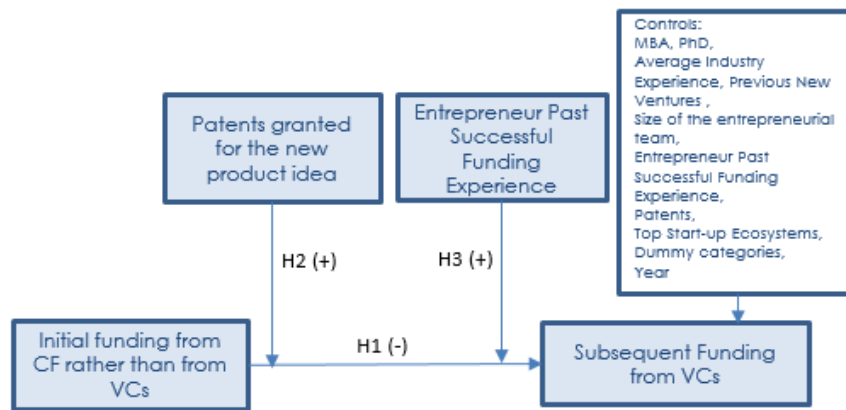 Controls:
MBA, PhD,
Average Industry
Experience, Previous New
Ventures ,
Size of the entrepreneurial
team,
Entrepreneur Past
Successful Funding
Experience,
Patents,
Top Start-up Ecosystems,
Dummy categories,
Year
Patents granted
for the new
product idea
Entrepreneur Past
Successful
Funding
Experience
H2 (+)
H3 (+)
Initial funding from
CF rather than from
VCs
H1 (-)
Subsequent Funding
from VCs